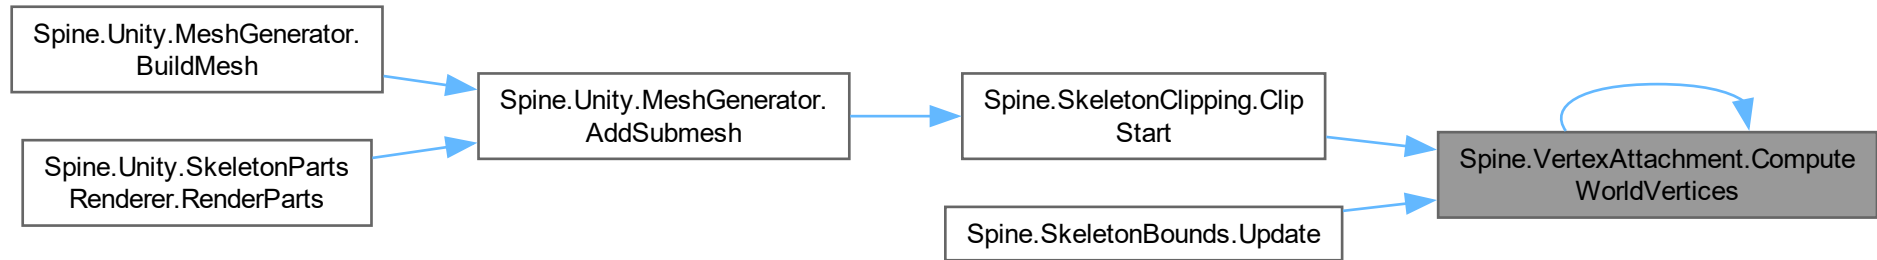 Spine.Unity.MeshGenerator.
BuildMesh
Spine.Unity.SkeletonParts
Renderer.RenderParts
Spine.Unity.MeshGenerator.
AddSubmesh
Spine.SkeletonClipping.Clip
Start
Spine.SkeletonBounds.Update
Spine.VertexAttachment.Compute
WorldVertices